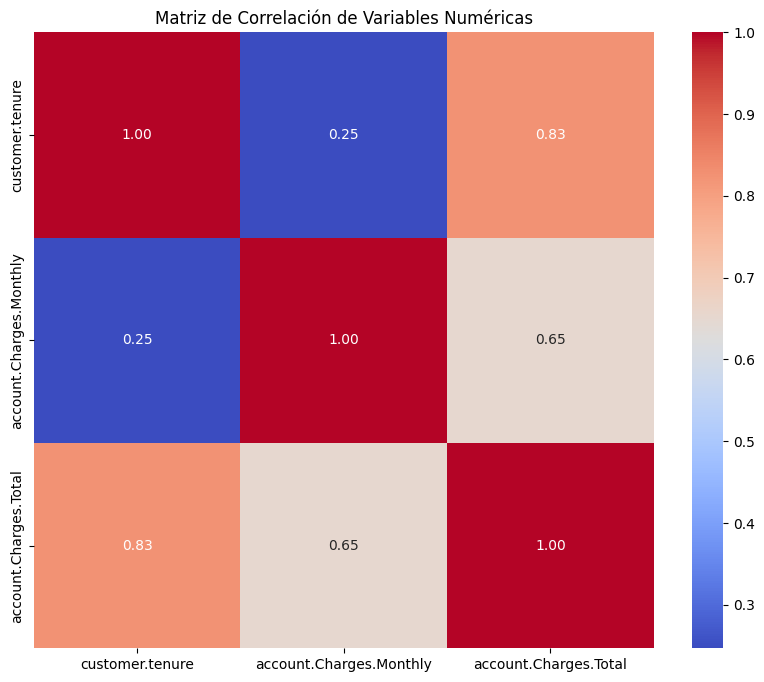 Matriz de Correlación de Variables Numéricas
customer.tenure
1.00
0.25
0.83
account.Charges.Monthly
0.25
1.00
0.65
account.Charges.Total
0.83
0.65
1.00
customer.tenure
account.Charges.Monthly
account.Charges.Total
1.0
0.9
0.8
0.7
0.6
0.5
0.4
0.3